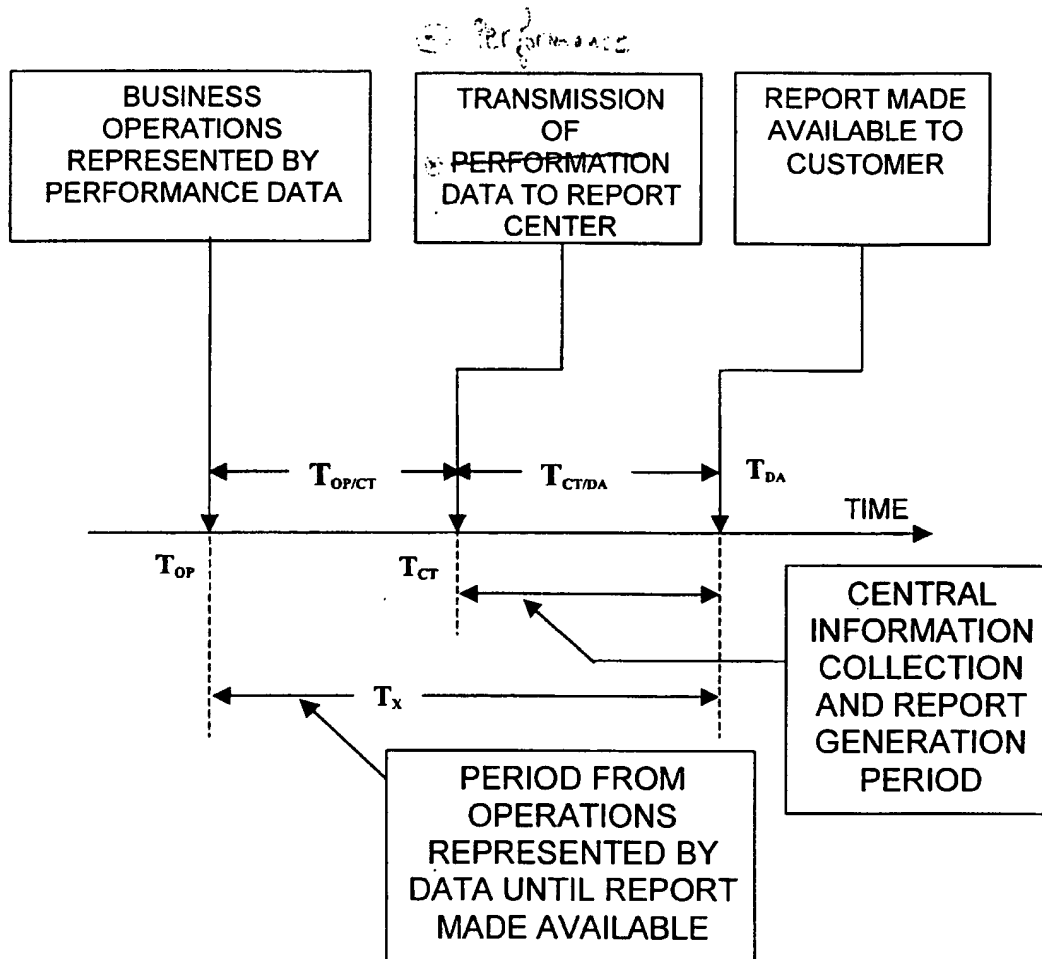 Performance
BUSINESS
OPERATIONS
REPRESENTED BY
PERFORMANCE DATA
TRANSMISSION
OF
PERFORMATION
DATA TO REPORT
CENTER
REPORT MADE
AVAILABLE TO
CUSTOMER
T_OP/CT
T_CT/DA
T_DA
TIME
T_OP
T_CT
CENTRAL
INFORMATION
COLLECTION
AND REPORT
GENERATION
PERIOD
T_X
PERIOD FROM
OPERATIONS
REPRESENTED BY
DATA UNTIL REPORT
MADE AVAILABLE